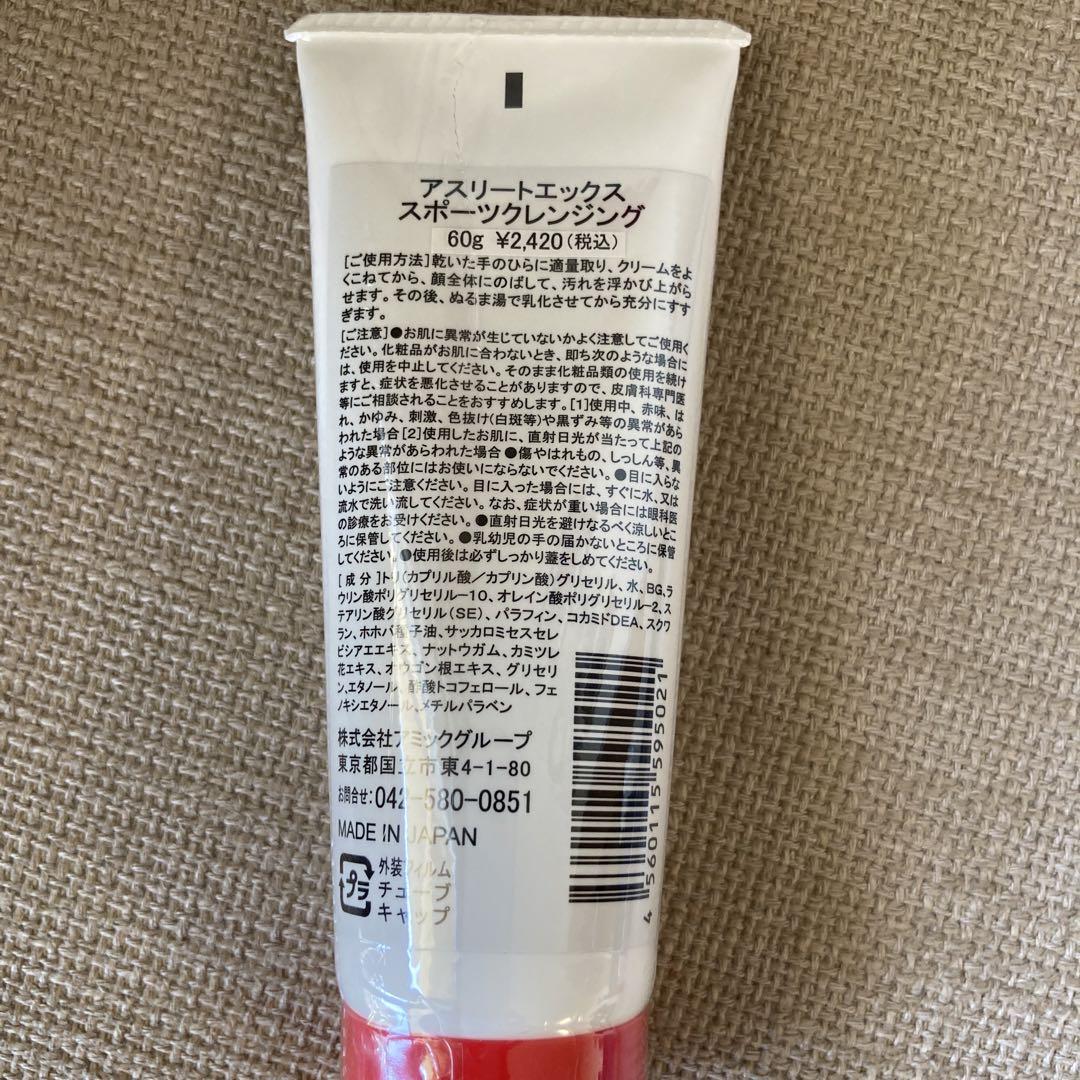 アスリートエックス
スポーツクレンジング
60g ¥2,420(税込)
[ご使用方法]乾いた手のひらに適量取り、クリームをよ
くこねてから、顔全体にのばして、汚れを浮かび上がら
せます。その後、ぬるま湯で乳化させてから充分にすす
ぎます。
[ご注意]●お肌に異常が生じていないかよく注意してご使用く
ださい。化粧品がお肌に合わないとき、即ち次のような場合に
は、使用を中止してください。そのまま化粧品類の使用を続け
ますと、症状を悪化させることがありますので、皮膚科専門医
等にご相談されることをおすすめします。[1]使用中、赤味、は
れ、かゆみ、刺激、色抜け(白斑等)や黒ずみ等の異常があら
われた場合[2]使用したお肌に、直射日光が当たって上記の
ような異常があらわれた場合●傷やはれもの、しっしん等、異
常のある部位にはお使いにならないでください。●目に入らな
いようにご注意ください。目に入った場合には、すぐに水、又は
流水で洗い流してください。なお、症状が重い場合には眼科医
の診療をお受けください。●直射日光を避けなるべく涼しいとこ
ろに保管してください。●乳幼児の手の届かないところに保管
してください。●使用後は必ずしっかり蓋をしめてください。
[成分]トリ(カプリル酸/カプリン酸)グリセリル、水、BG、ラ
ウリン酸ポリグリセリル-10、オレイン酸ポリグリセリル-2、ス
テアリン酸グリセリル(SE)、パラフィン、コカミドDEA、スクワ
ラン、ホホバ種子油、サッカロミセスセレ
ビシアエエキス、ナットウガム、カミツレ
花エキス、オウゴン根エキス、グリセリ
ン、エタノール、酢酸トコフェロール、フェ
ノキシエタノール、メチルパラベン
株式会社アミックグループ
東京都国立市東4-1-80
お問合せ:042-580-0851
MADE IN JAPAN
プラ
外装フィルム
チューブ
キャップ
4 560115 595021